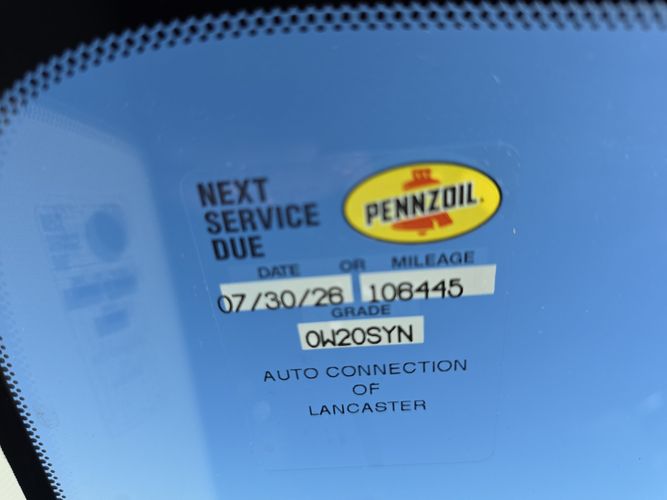 NEXT
SERVICE
DUE
PENNZOIL
DATE OR MILEAGE
07/30/26 106445
GRADE
0W20SYN
AUTO CONNECTION
OF
LANCASTER